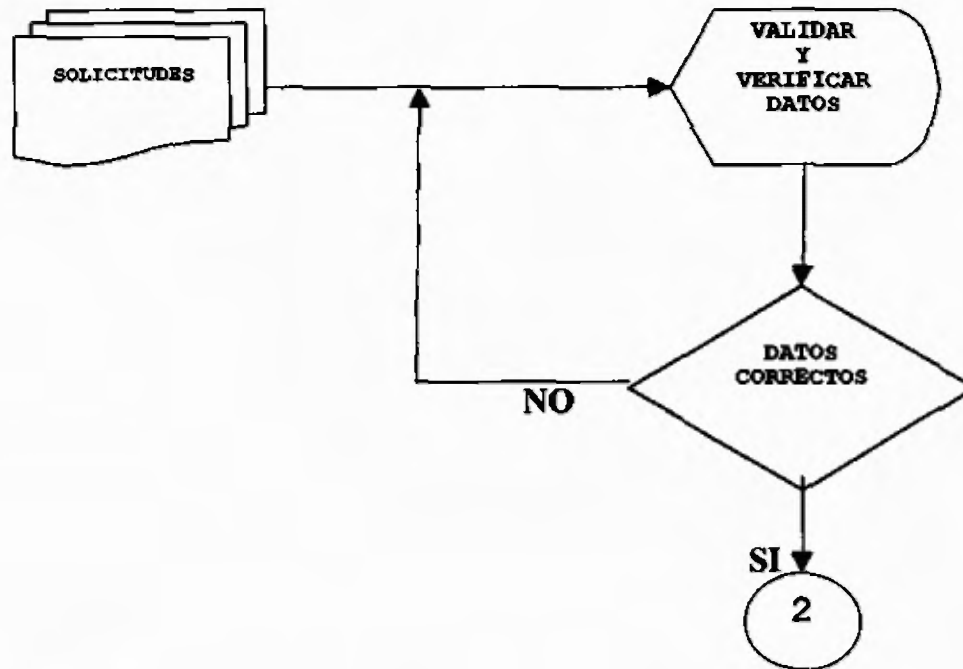 SOLICITUDES
VALIDAR
Y
VERIFICAR
DATOS
DATOS
CORRECTOS
NO
SI
2